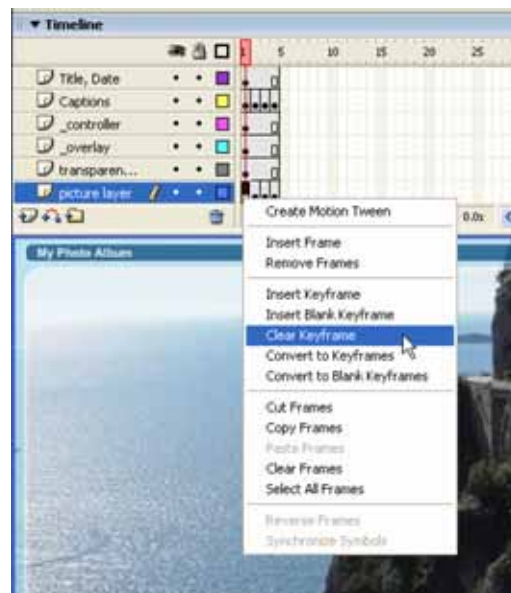 Timeline
1 5 10 15 20 25
Title, Date
Captions
_controller
_overlay
transparen...
picture layer
0.0s
My Photo Album
Create Motion Tween
Insert Frame
Remove Frames
Insert Keyframe
Insert Blank Keyframe
Clear Keyframe
Convert to Keyframes
Convert to Blank Keyframes
Cut Frames
Copy Frames
Paste Frames
Clear Frames
Select All Frames
Reverse Frames
Synchronize Symbols